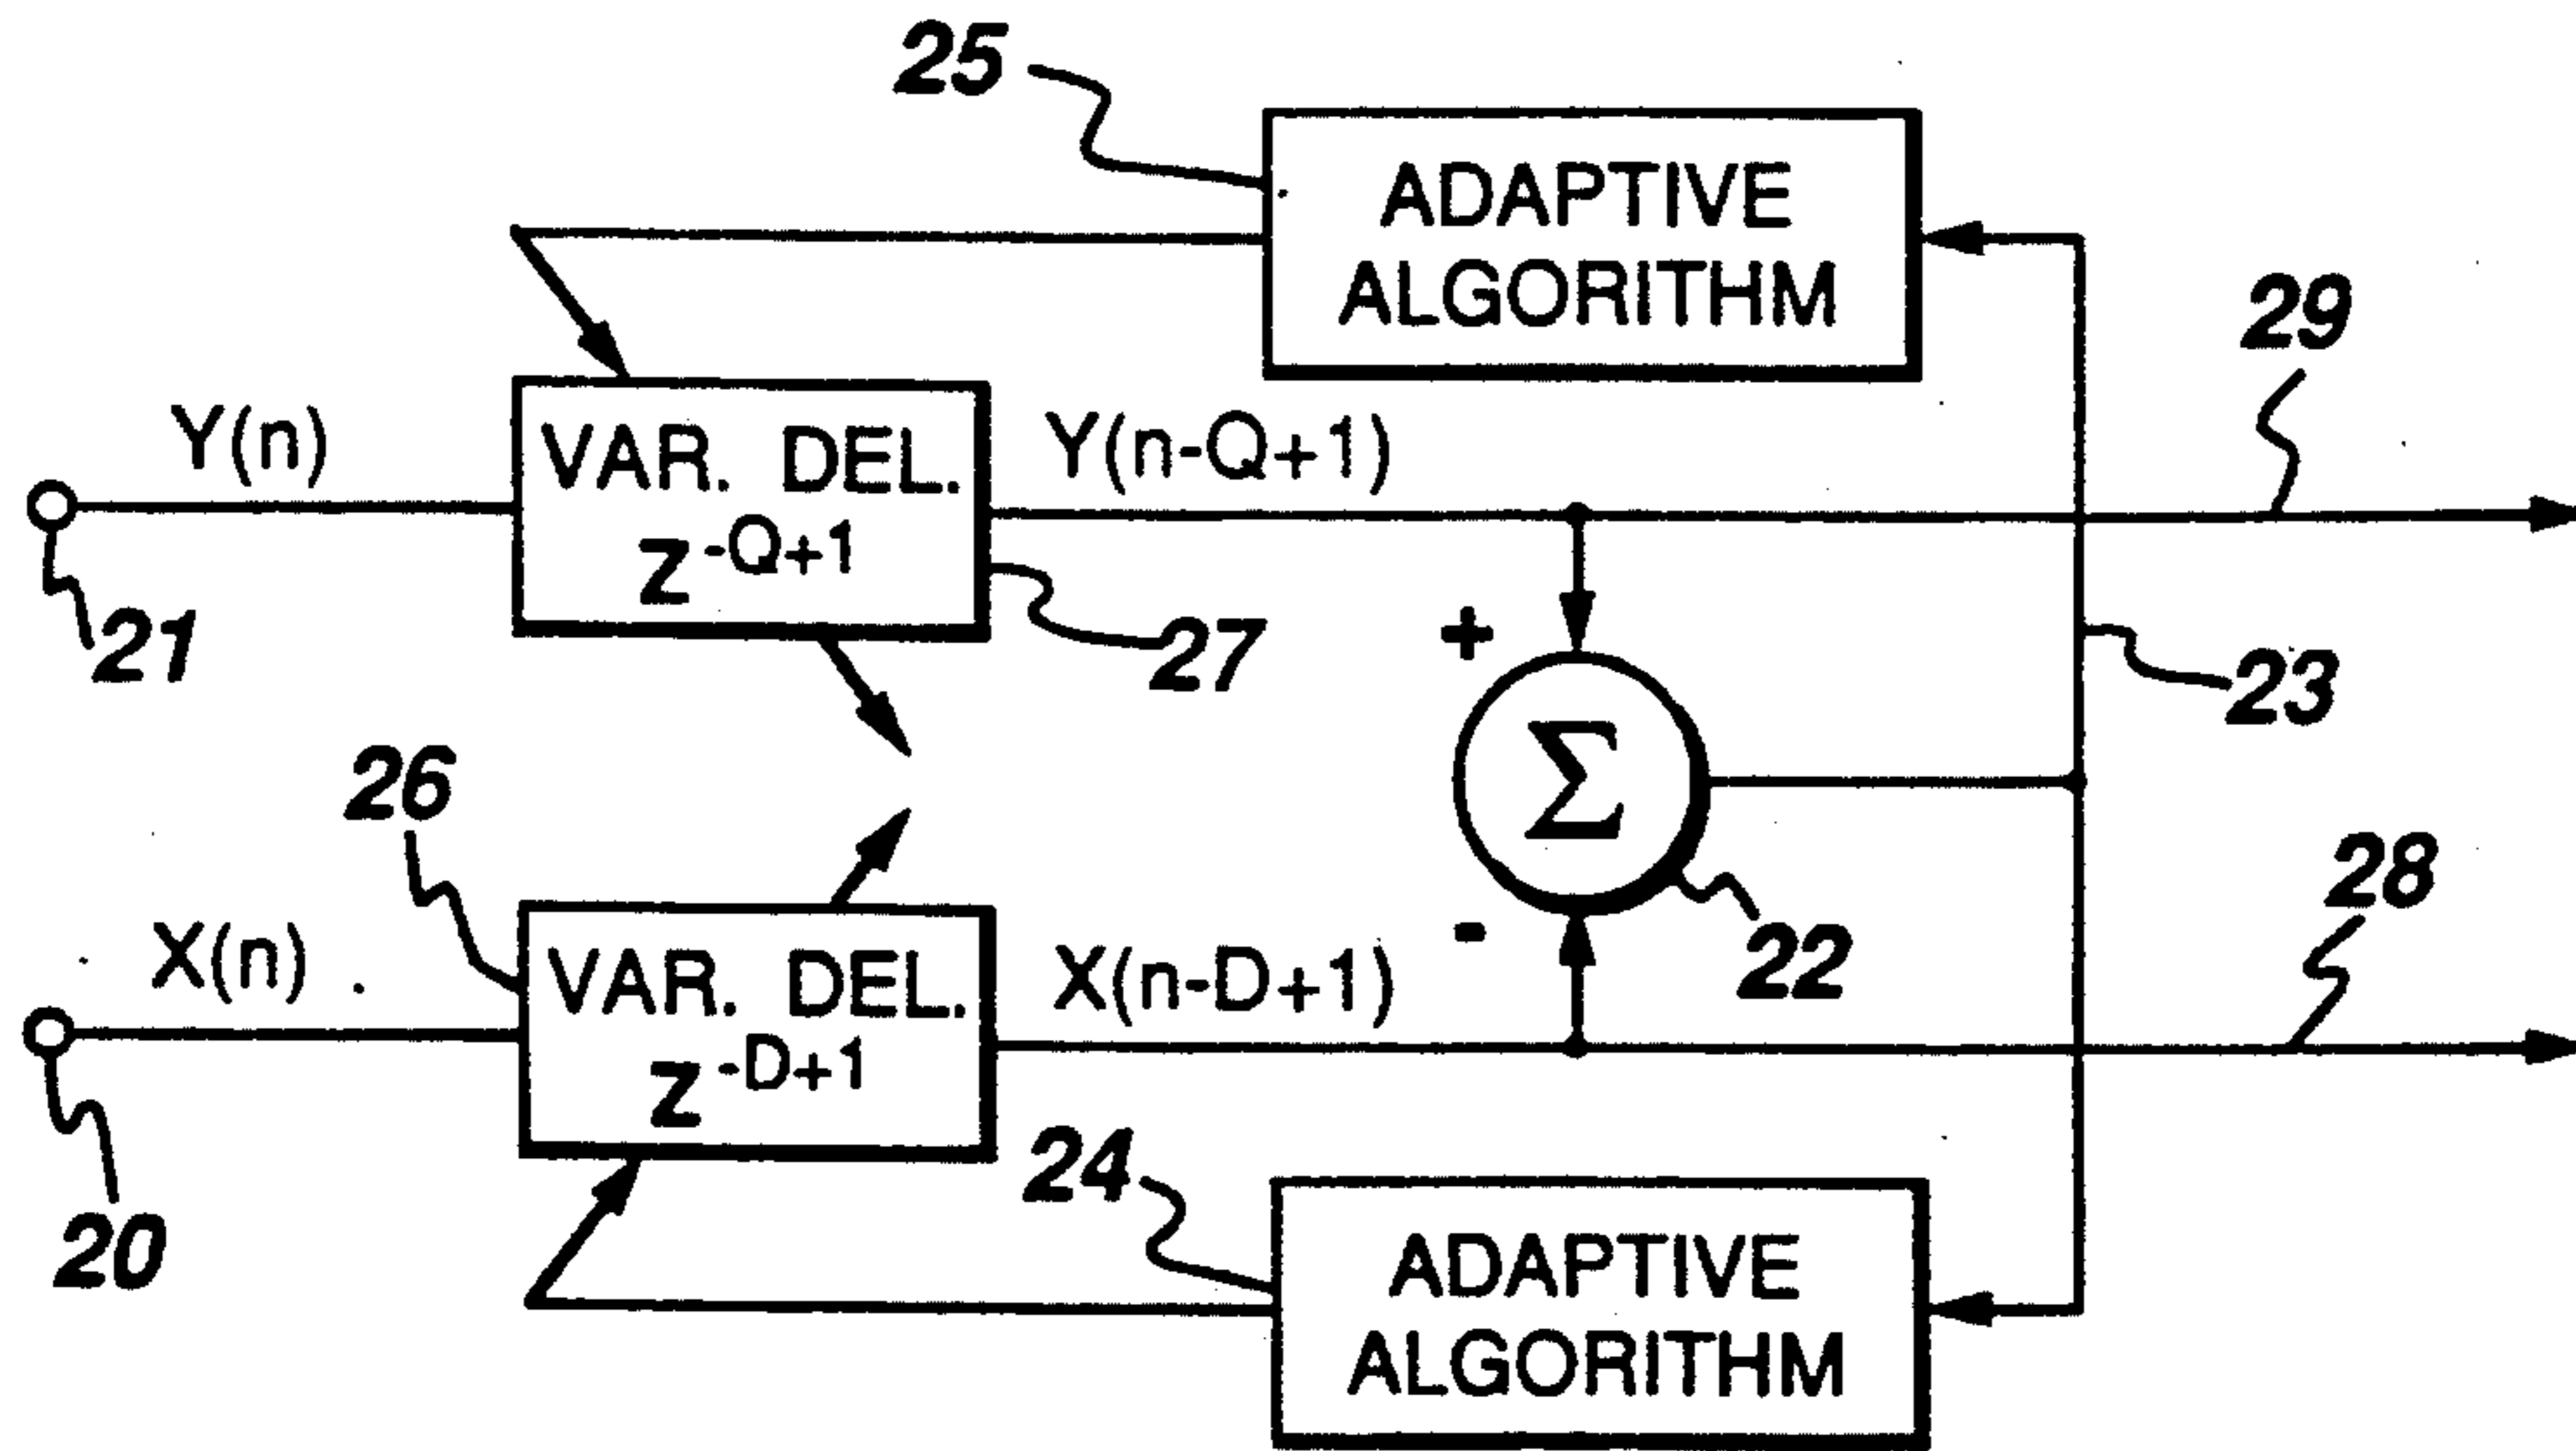 25
ADAPTIVE
ALGORITHM
29
Y(n)
VAR. DEL.
Z^-Q+1
Y(n-Q+1)
21
27
+
23
Σ
26
-
22
28
X(n)
VAR. DEL.
Z^-D+1
X(n-D+1)
20
24
ADAPTIVE
ALGORITHM